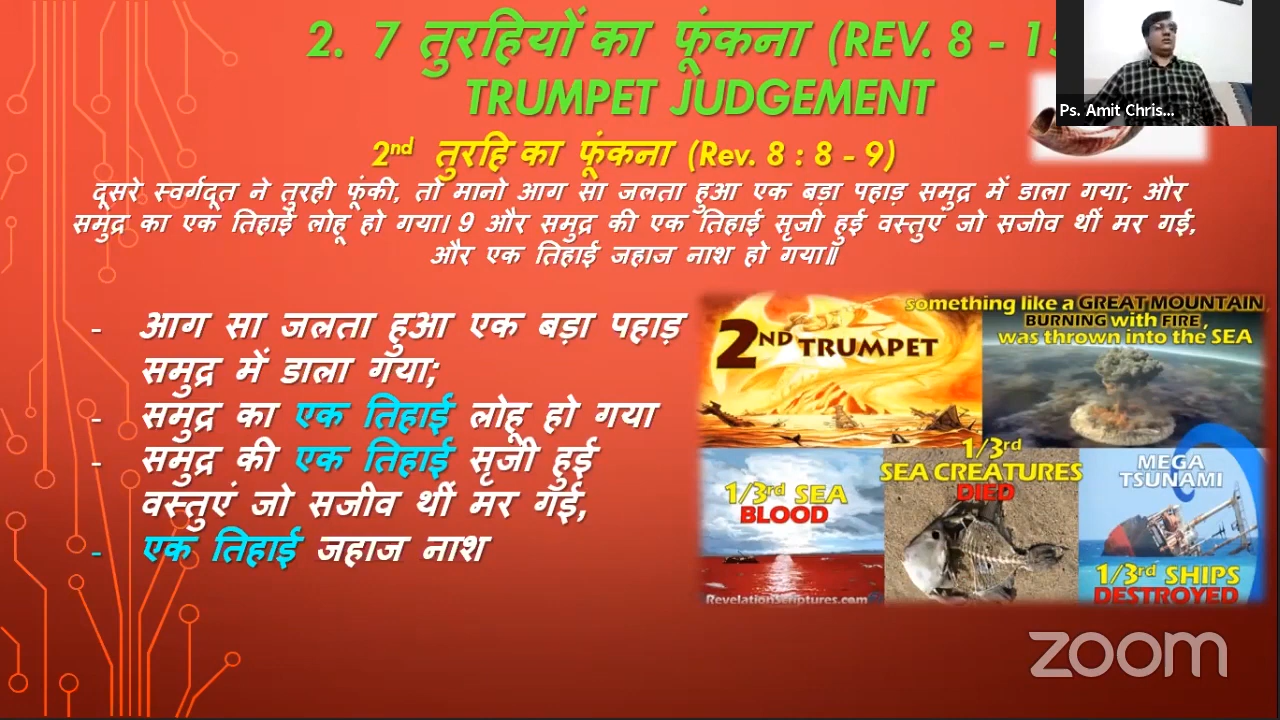 2. 7 तुरहियों का फूंकना (REV. 8 - 15
TRUMPET JUDGEMENT
Ps. Amit Chris...
2nd तुरहि का फूंकना (Rev. 8 : 8 - 9)
दूसरे स्वर्गदूत ने तुरही फूंकी, तो मानो आग सा जलता हुआ एक बड़ा पहाड़ समुद्र में डाला गया; और
समुद्र का एक तिहाई लोहू हो गया। 9 और समुद्र की एक तिहाई सृजी हुई वस्तुएं जो सजीव थीं मर गईं,
और एक तिहाई जहाज नाश हो गया॥
- आग सा जलता हुआ एक बड़ा पहाड़
समुद्र में डाला गया;
- समुद्र का एक तिहाई लोहू हो गया
- समुद्र की एक तिहाई सृजी हुई
वस्तुएं जो सजीव थीं मर गईं,
- एक तिहाई जहाज नाश
2ND TRUMPET
something like a GREAT MOUNTAIN
BURNING with FIRE,
was thrown into the SEA
1/3rd SEA
BLOOD
1/3rd
SEA CREATURES
DIED
MEGA
TSUNAMI
1/3rd SHIPS
DESTROYED
RevelationScriptures.com
zoom